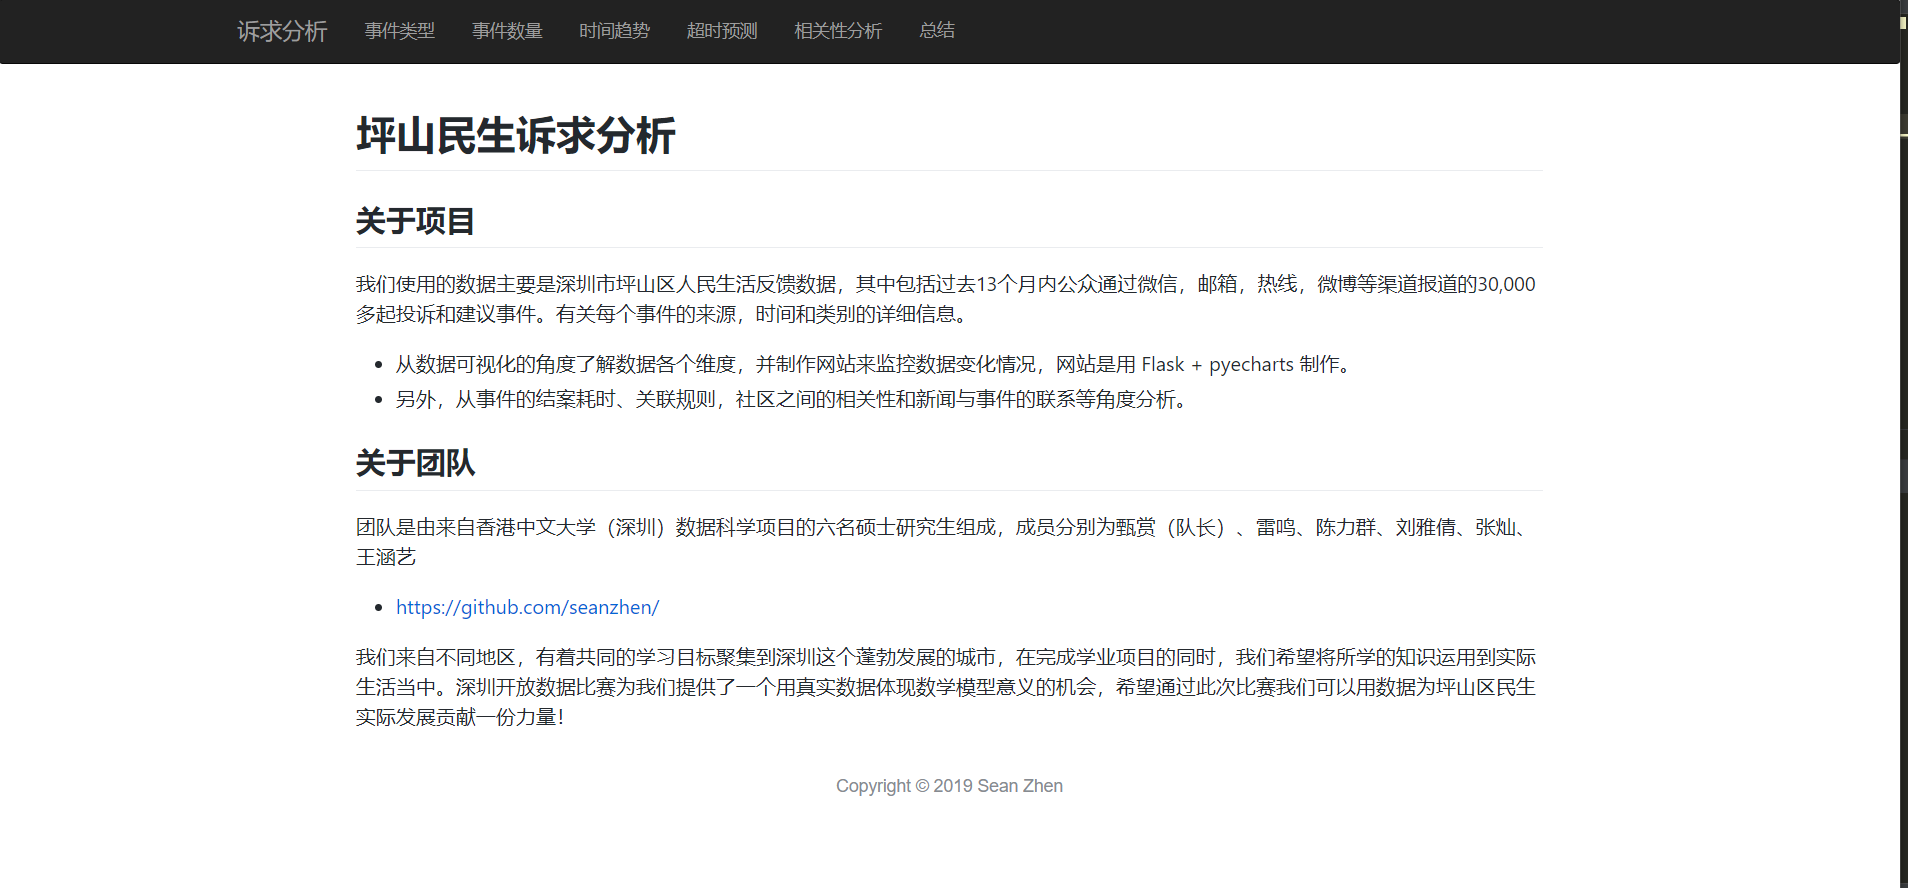 诉求分析 事件类型 事件数量 时间趋势 超时预测 相关性分析 总结
坪山民生诉求分析
关于项目
我们使用的数据主要是深圳市坪山区人民生活反馈数据，其中包括过去13个月内公众通过微信，邮箱，热线，微博等渠道报道的30,000
多起投诉和建议事件。有关每个事件的来源，时间和类别的详细信息。
• 从数据可视化的角度了解数据各个维度，并制作网站来监控数据变化情况，网站是用 Flask + pyecharts 制作。
• 另外，从事件的结案耗时、关联规则，社区之间的相关性和新闻与事件的联系等角度分析。
关于团队
团队是由来自香港中文大学（深圳）数据科学项目的六名硕士研究生组成，成员分别为甄赏（队长）、雷鸣、陈力群、刘雅倩、张灿、
王涵艺
• https://github.com/seanzhen/
我们来自不同地区，有着共同的学习目标聚集到深圳这个蓬勃发展的城市，在完成学业项目的同时，我们希望将所学的知识运用到实际
生活当中。深圳开放数据比赛为我们提供了一个用真实数据体现数学模型意义的机会，希望通过此次比赛我们可以用数据为坪山区民生
实际发展贡献一份力量！
Copyright © 2019 Sean Zhen